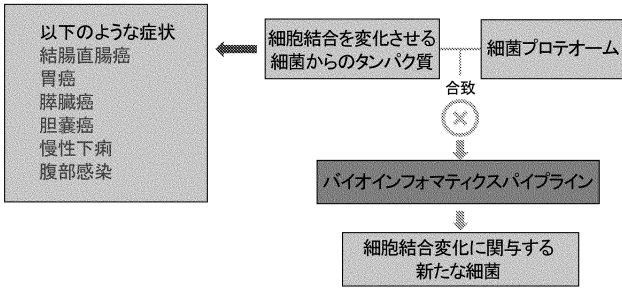 以下のような症状
結腸直腸癌
胃癌
膵臓癌
胆嚢癌
慢性下痢
腹部感染
細胞結合を変化させる
細菌からのタンパク質
細菌プロテオーム
合致
バイオインフォマティクスパイプライン
細胞結合変化に関与する
新たな細菌